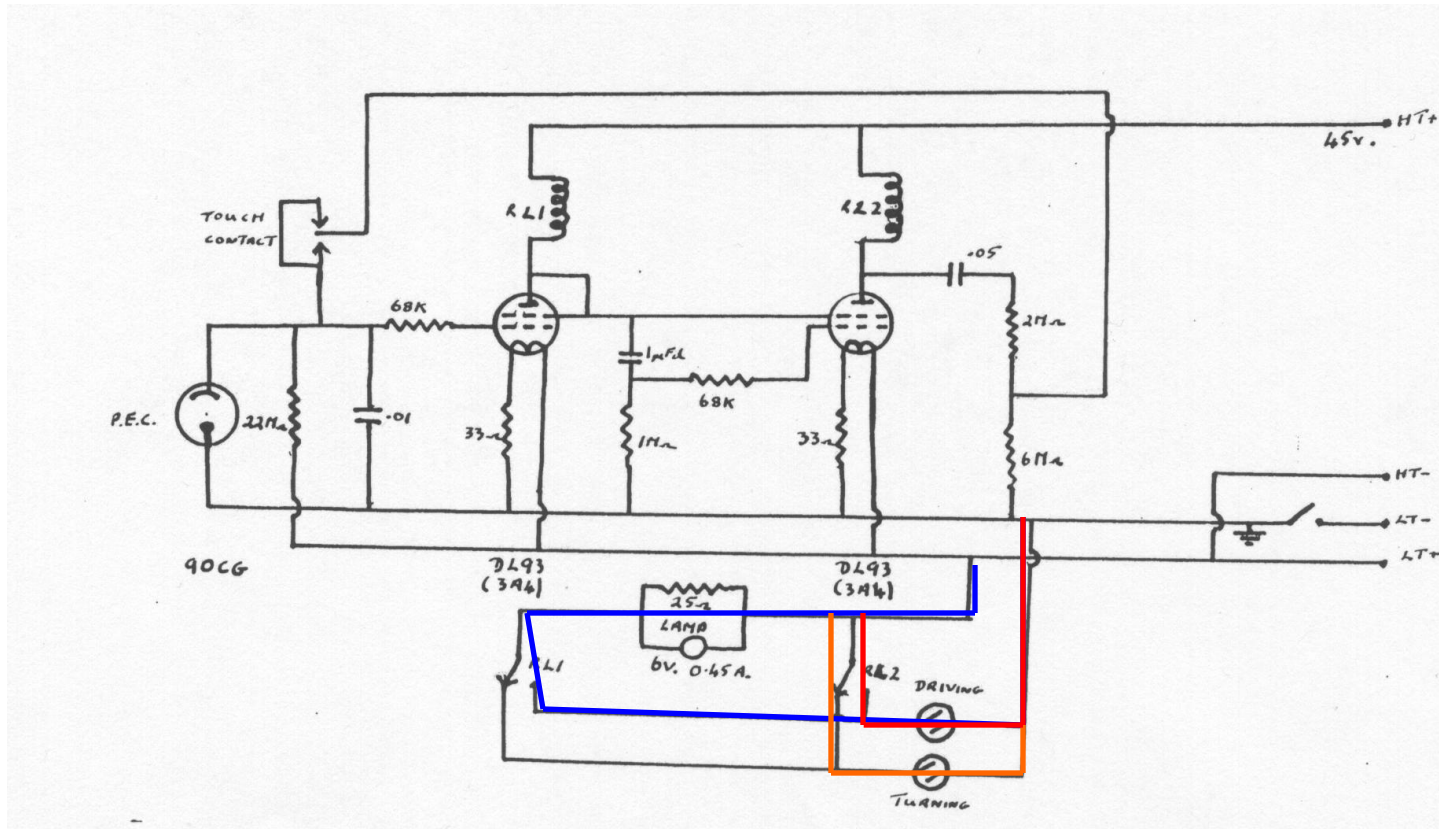 HT+
45v.
TOUCH
CONTACT
RL1
RL2
.05
68K
2MΩ
1μFd
P.E.C.
22MΩ
.01
33Ω
68K
1MΩ
33Ω
6MΩ
HT-
LT-
LT+
90CG
DL93
(3A4)
DL93
(3A4)
25Ω
LAMP
6V. 0.45A.
RL1
RL2
DRIVING
TURNING